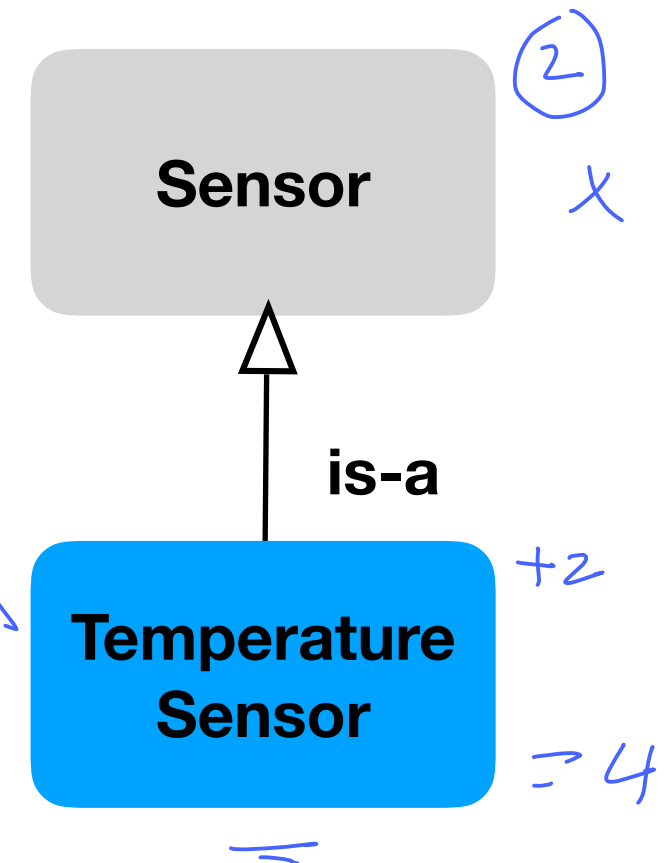 2
Sensor
x
is-a
+2
Temperature
Sensor
= 4